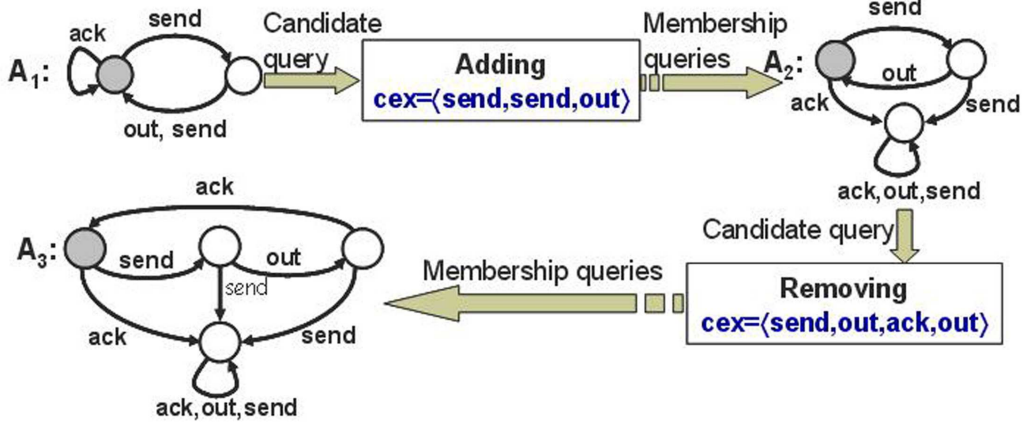 send
ack
A1:
out, send
Candidate
query
Adding
cex=⟨send,send,out⟩
Membership
queries
send
A2:
out
ack
send
ack,out,send
Candidate query
Removing
cex=⟨send,out,ack,out⟩
Membership queries
ack
A3:
send
out
send
ack
send
ack,out,send